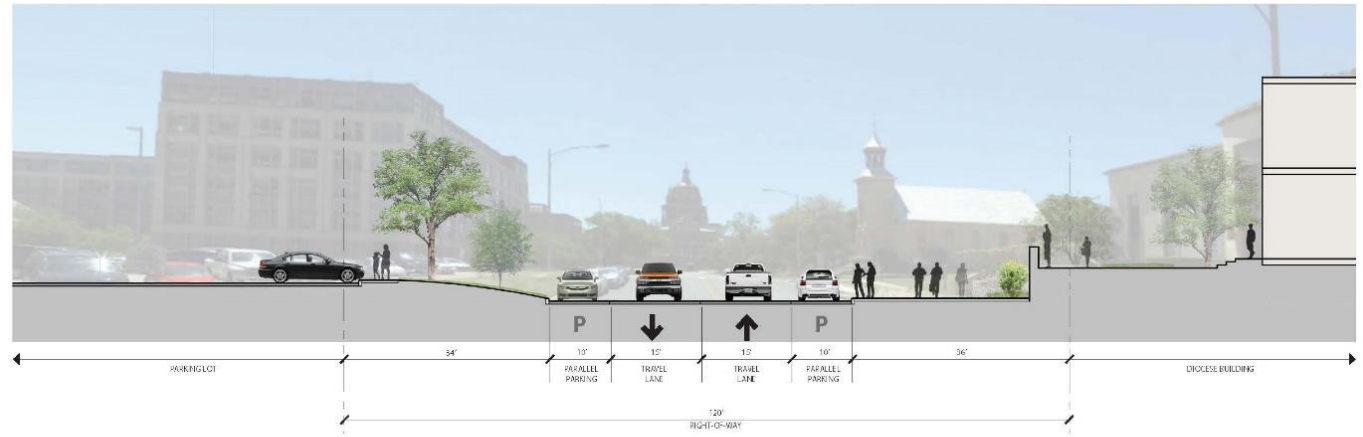 P
P
34'
10'
15'
15'
10'
36'
PARKING LOT
PARALLEL
PARKING
TRAVEL
LANE
TRAVEL
LANE
PARALLEL
PARKING
DIOCESE BUILDING
120'
RIGHT-OF-WAY